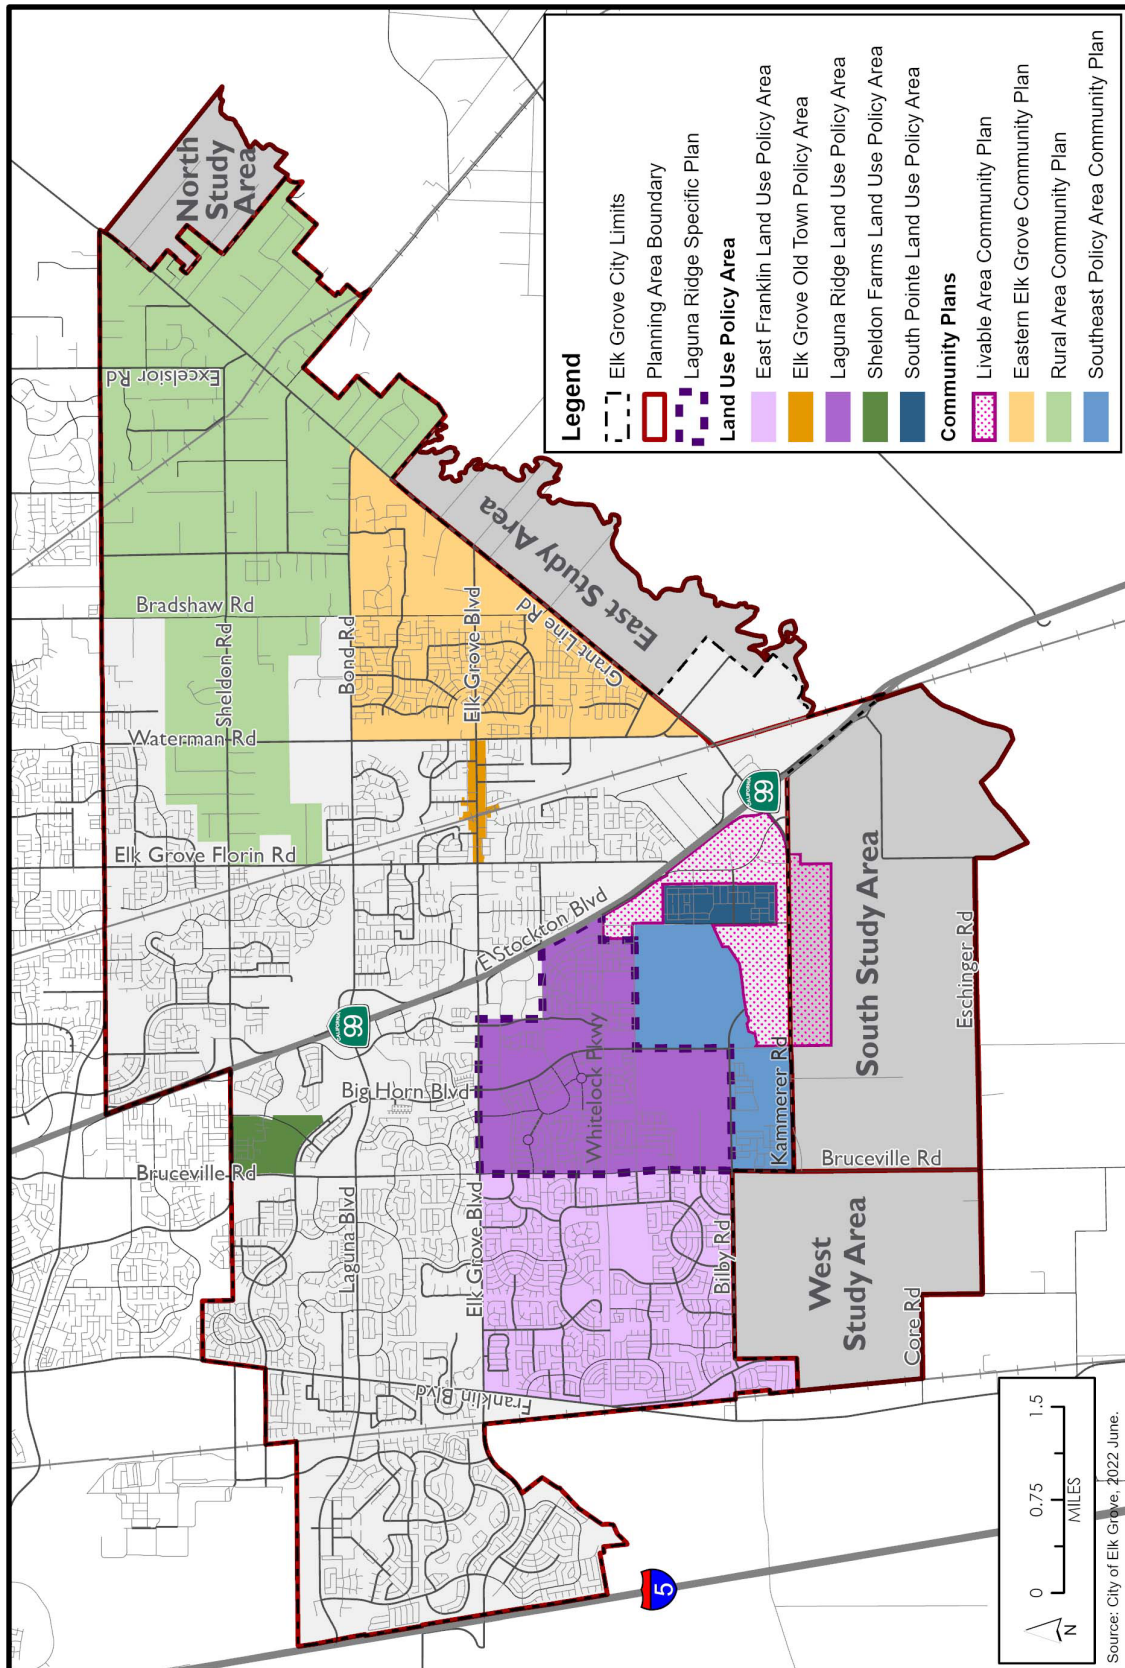 North
Study
Area
Excelsior Rd
Bradshaw Rd
Sheldon Rd
Bond Rd
Waterman Rd
Elk Grove Blvd
Grant Line Rd
East Study Area
Elk Grove Florin Rd
CALIFORNIA
99
E Stockton Blvd
CALIFORNIA
99
Big Horn Blvd
Whitelock Pkwy
Bruceville Rd
Laguna Blvd
Elk Grove Blvd
Kammerer Rd
South Study Area
Eschinger Rd
Bruceville Rd
Bilby Rd
West
Study Area
Core Rd
Franklin Blvd
5
Legend
Elk Grove City Limits
Planning Area Boundary
Laguna Ridge Specific Plan
Land Use Policy Area
East Franklin Land Use Policy Area
Elk Grove Old Town Policy Area
Laguna Ridge Land Use Policy Area
Sheldon Farms Land Use Policy Area
South Pointe Land Use Policy Area
Community Plans
Livable Area Community Plan
Eastern Elk Grove Community Plan
Rural Area Community Plan
Southeast Policy Area Community Plan
N
0 0.75 1.5
MILES
Source: City of Elk Grove, 2022 June.